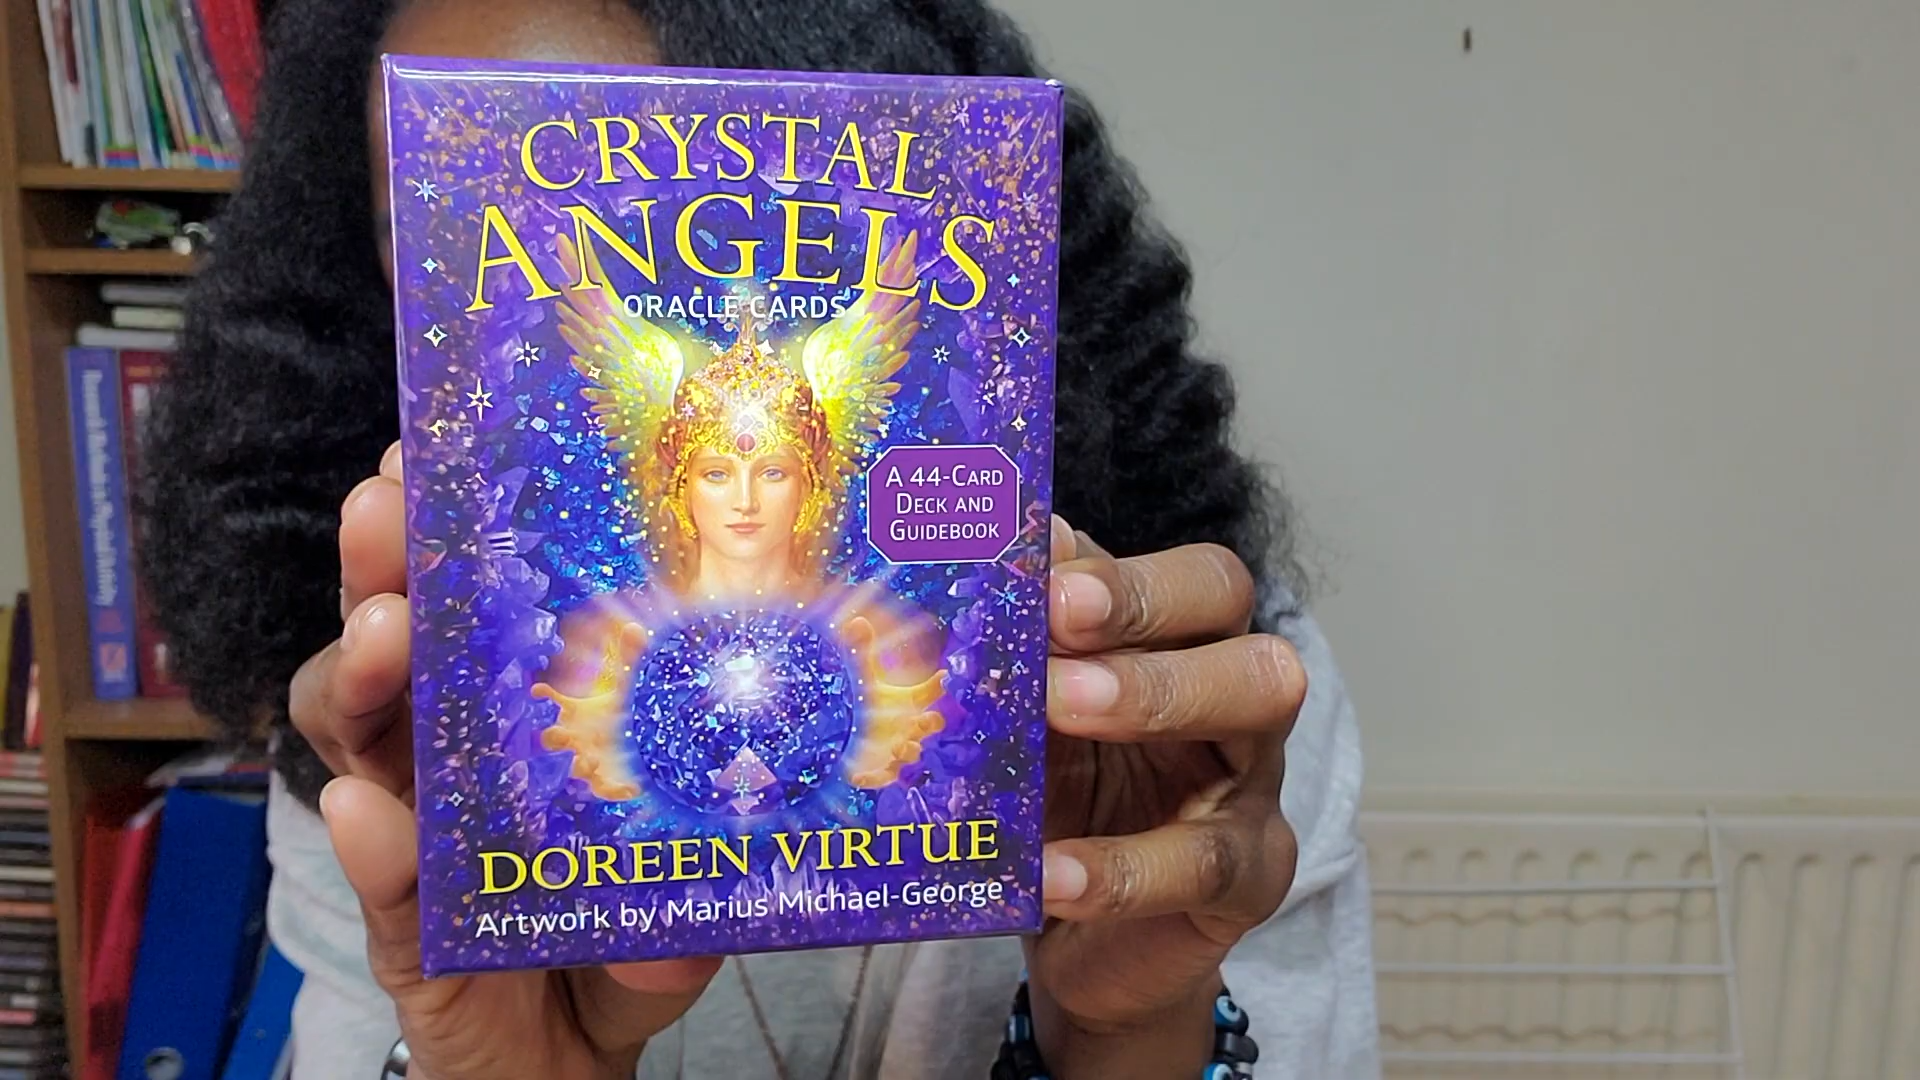 CRYSTAL
ANGELS
ORACLE CARDS
A 44-CARD
DECK AND
GUIDEBOOK
DOREEN VIRTUE
Artwork by Marius Michael-George